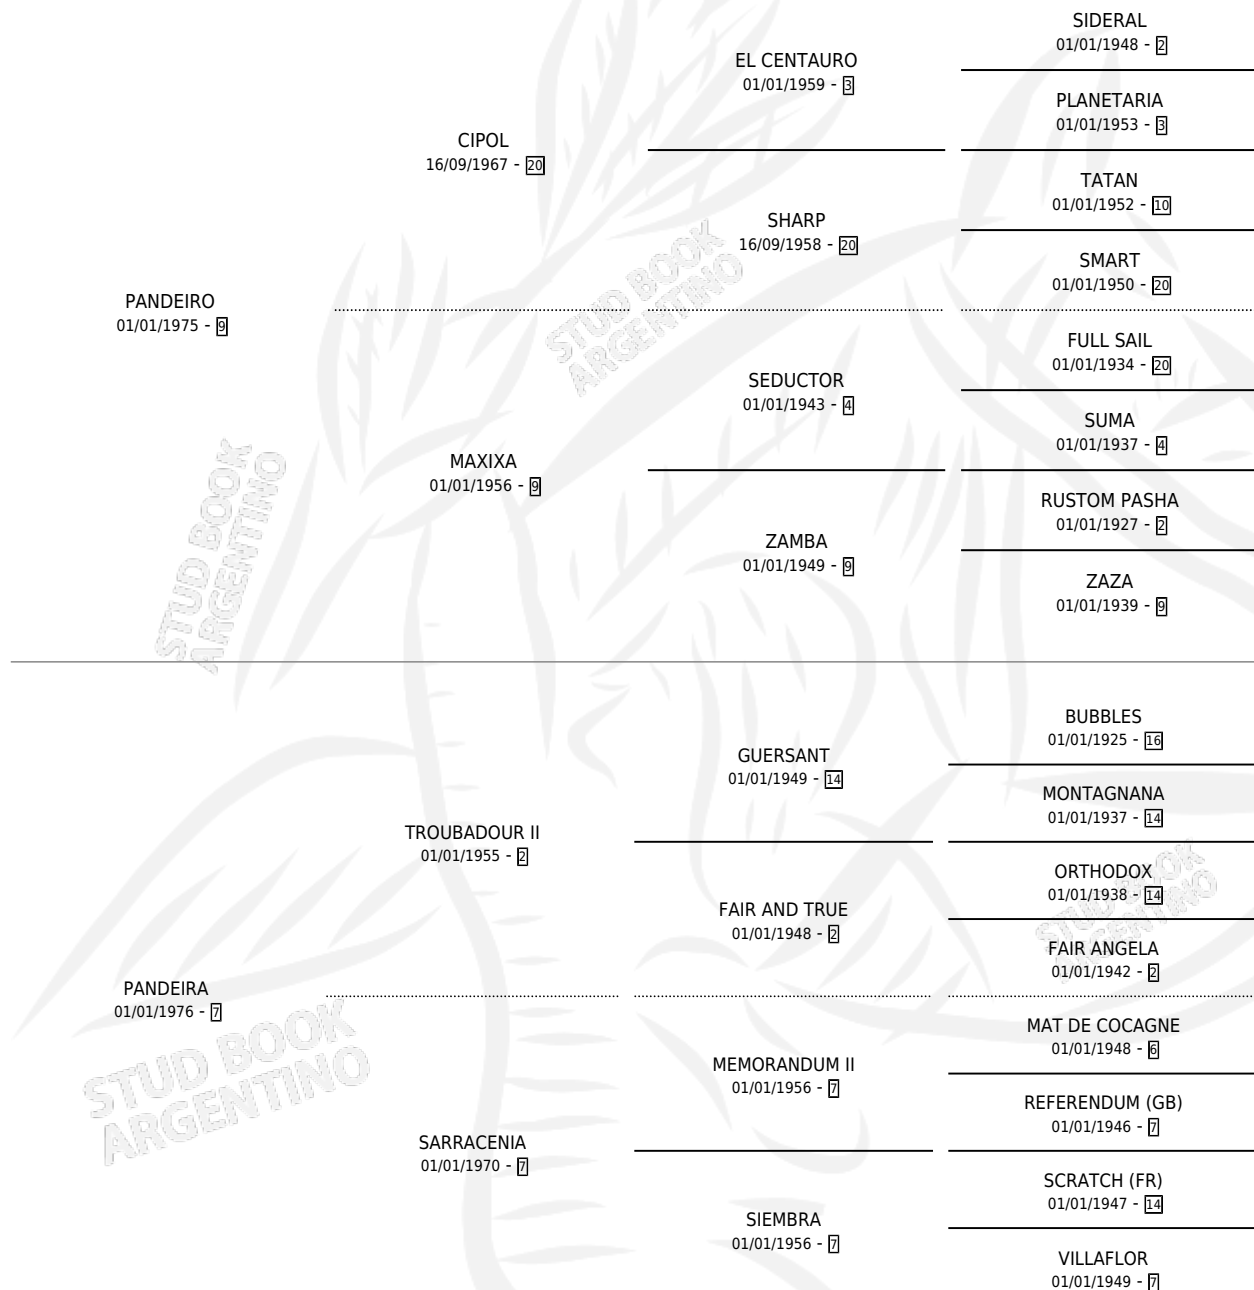 SIDERAL
01/01/1948 - 2
EL CENTAURO
01/01/1959 - 3
PLANETARIA
01/01/1953 - 3
CIPOL
16/09/1967 - 20
TATAN
01/01/1952 - 10
SHARP
16/09/1958 - 20
SMART
01/01/1950 - 20
PANDEIRO
01/01/1975 - 9
FULL SAIL
01/01/1934 - 20
SEDUCTOR
01/01/1943 - 4
SUMA
01/01/1937 - 4
MAXIXA
01/01/1956 - 9
RUSTOM PASHA
01/01/1927 - 2
ZAMBA
01/01/1949 - 9
ZAZA
01/01/1939 - 9
STUD BOOK
ARGENTINO
STUD BOOK
ARGENTINO
BUBBLES
01/01/1925 - 16
GUERSANT
01/01/1949 - 14
MONTAGNANA
01/01/1937 - 14
TROUBADOUR II
01/01/1955 - 2
ORTHODOX
01/01/1938 - 14
FAIR AND TRUE
01/01/1948 - 2
FAIR ANGELA
01/01/1942 - 2
PANDEIRA
01/01/1976 - 7
MAT DE COCAGNE
01/01/1948 - 6
MEMORANDUM II
01/01/1956 - 7
REFERENDUM (GB)
01/01/1946 - 7
SARRACENIA
01/01/1970 - 7
SCRATCH (FR)
01/01/1947 - 14
SIEMBRA
01/01/1956 - 7
VILLAFLOR
01/01/1949 - 7
STUD BOOK
ARGENTINO
STUD BOOK
ARGENTINO